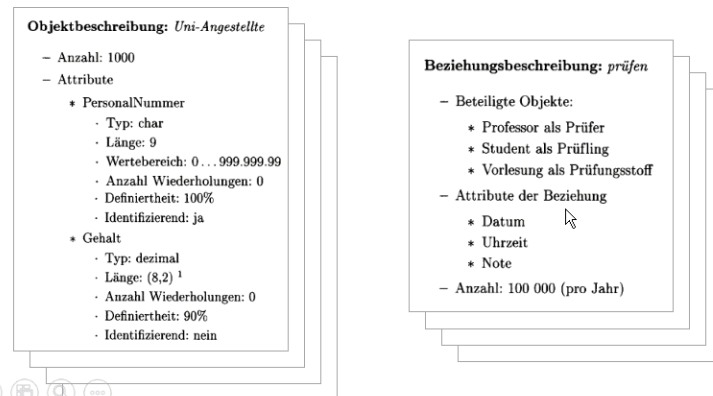 Objektbeschreibung: Uni-Angestellte
– Anzahl: 1000
– Attribute
* PersonalNummer
· Typ: char
· Länge: 9
· Wertebereich: 0...999.999.99
· Anzahl Wiederholungen: 0
· Definiertheit: 100%
· Identifizierend: ja
* Gehalt
· Typ: dezimal
· Länge: (8,2) 1
· Anzahl Wiederholungen: 0
· Definiertheit: 90%
· Identifizierend: nein
Beziehungsbeschreibung: prüfen
– Beteiligte Objekte:
* Professor als Prüfer
* Student als Prüfling
* Vorlesung als Prüfungsstoff
– Attribute der Beziehung
* Datum
* Uhrzeit
* Note
– Anzahl: 100 000 (pro Jahr)